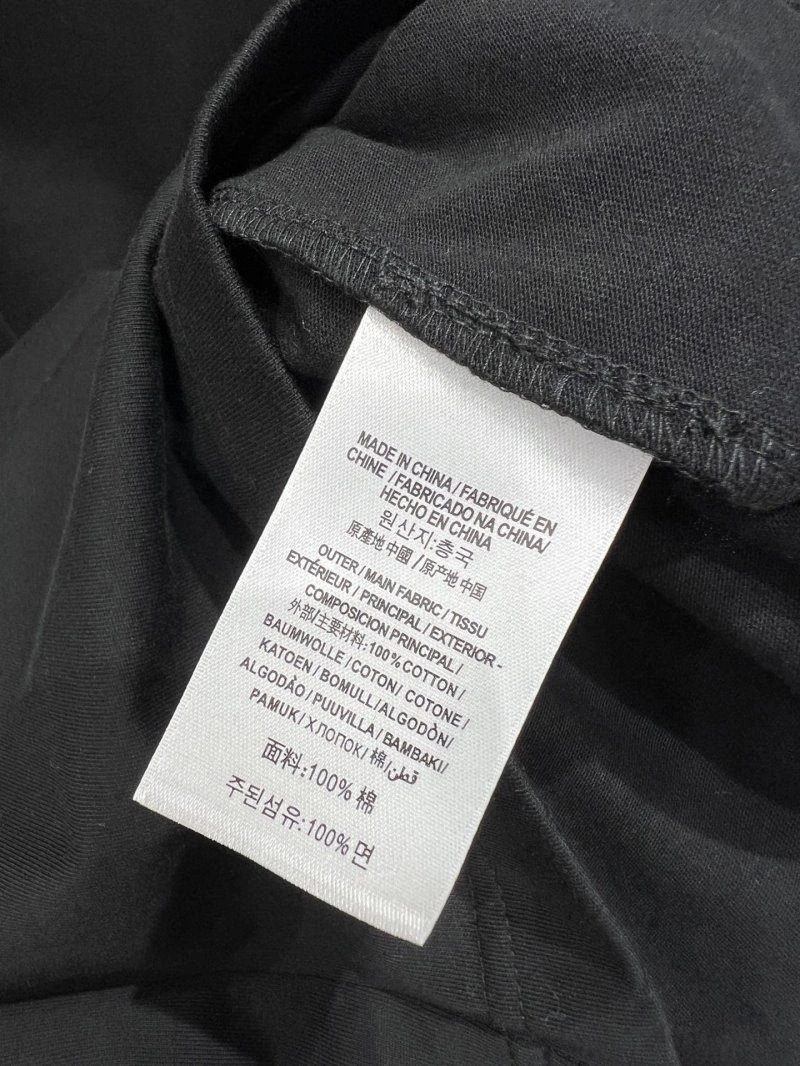 MADE IN CHINA / FABRIQUÉ EN
CHINE / FABRICADO NA CHINA/
HECHO EN CHINA
원산지:총국
原產地 中國 /原产地 中国
OUTER / MAIN FABRIC / TISSU
EXTÉRIEUR / PRINCIPAL / EXTERIOR-
COMPOSICION PRINCIPAL /
外部/主要材料:100% COTTON /
BAUMWOLLE / COTON/ COTONE /
KATOEN / BOMULL / ALGODÒN/
ALGODÃO / PUUVILLA / BAMBAKI/
PAMUK / ХЛОПОК/ 棉/قطن
面料:100% 棉
주된섬유:100% 면